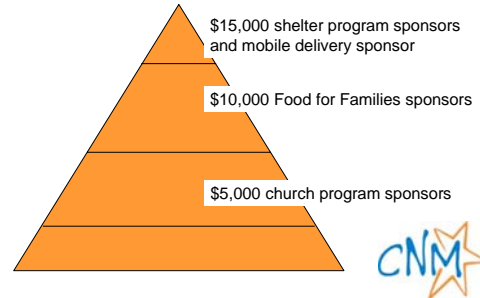 $15,000 shelter program sponsors
and mobile delivery sponsor
$10,000 Food for Families sponsors
$5,000 church program sponsors
CNM